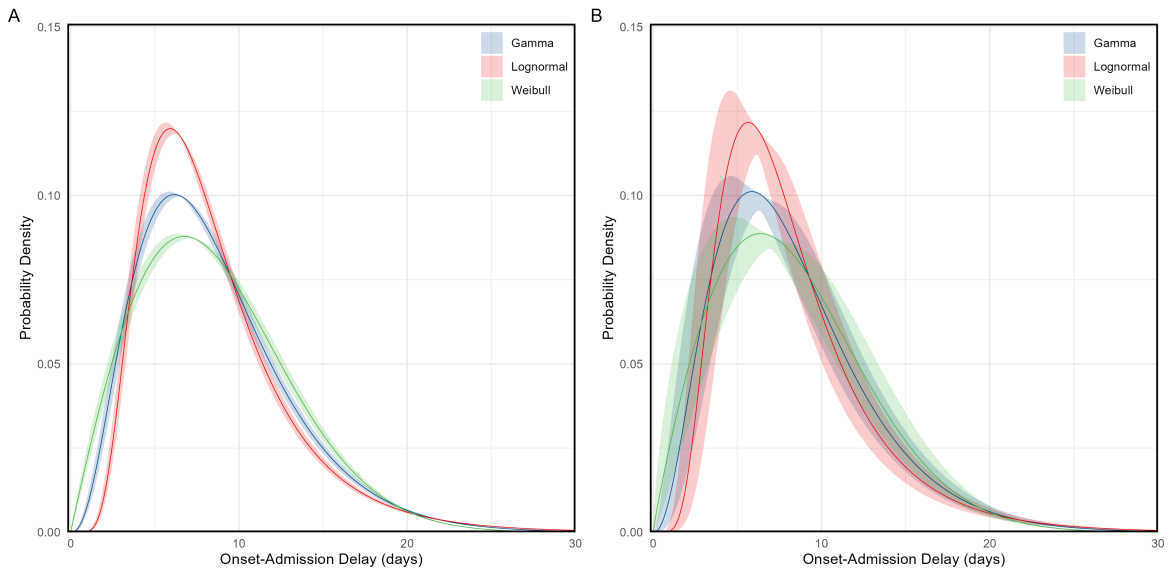 A
0.15
0.10
0.05
0.00
Probability Density
0
10
20
30
Onset-Admission Delay (days)
Gamma
Lognormal
Weibull
B
0.15
0.10
0.05
0.00
Probability Density
0
10
20
30
Onset-Admission Delay (days)
Gamma
Lognormal
Weibull